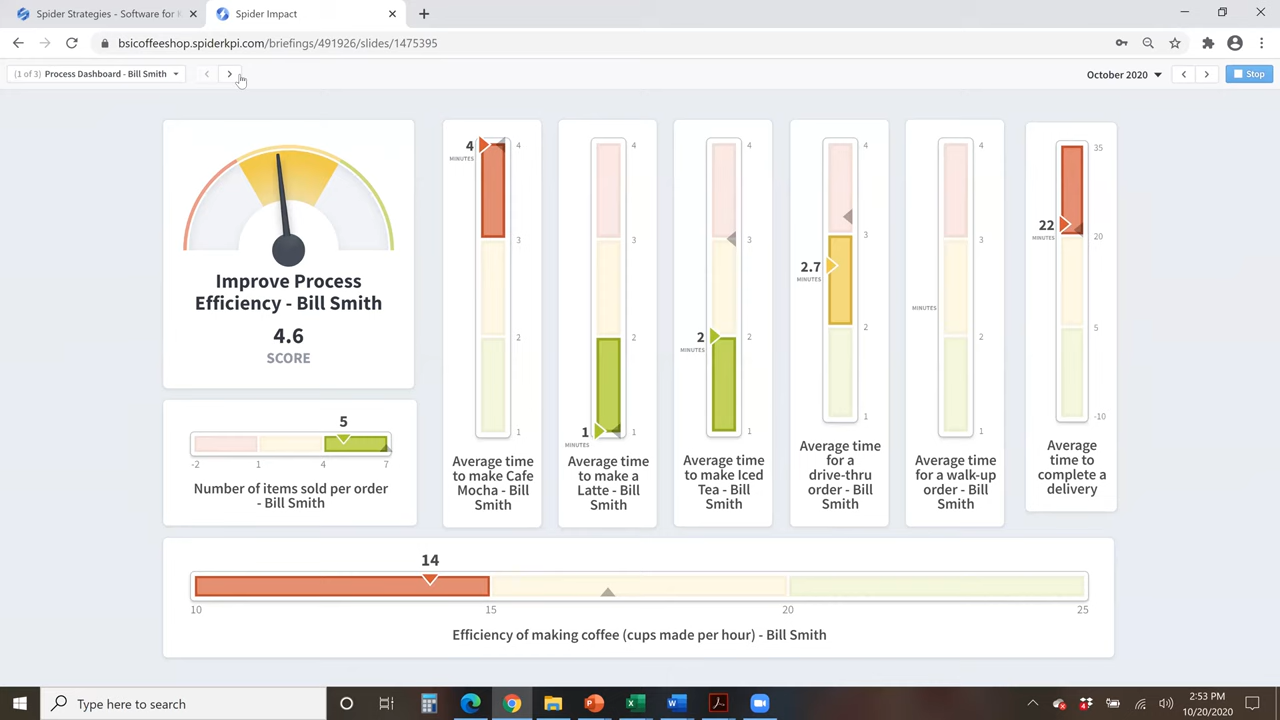 Spider Strategies - Software for K
Spider Impact
bsicoffeeshop.spiderkpi.com/briefings/491926/slides/1475395
(1 of 3) Process Dashboard - Bill Smith
October 2020
Stop
Improve Process
Efficiency - Bill Smith
4.6
SCORE
5
-2 1 4 7
Number of items sold per order
- Bill Smith
4
MINUTES
4
3
2
1
Average time
to make Cafe
Mocha - Bill
Smith
4
3
2
1
1
MINUTES
Average time
to make a
Latte - Bill
Smith
4
3
2
MINUTES
2
1
Average time
to make Iced
Tea - Bill
Smith
4
3
2.7
MINUTES
2
1
Average time
for a
drive-thru
order - Bill
Smith
4
3
MINUTES
2
1
Average time
for a walk-up
order - Bill
Smith
35
22
MINUTES
20
5
-10
Average
time to
complete a
delivery
14
10 15 20 25
Efficiency of making coffee (cups made per hour) - Bill Smith
Type here to search
2:53 PM
10/20/2020